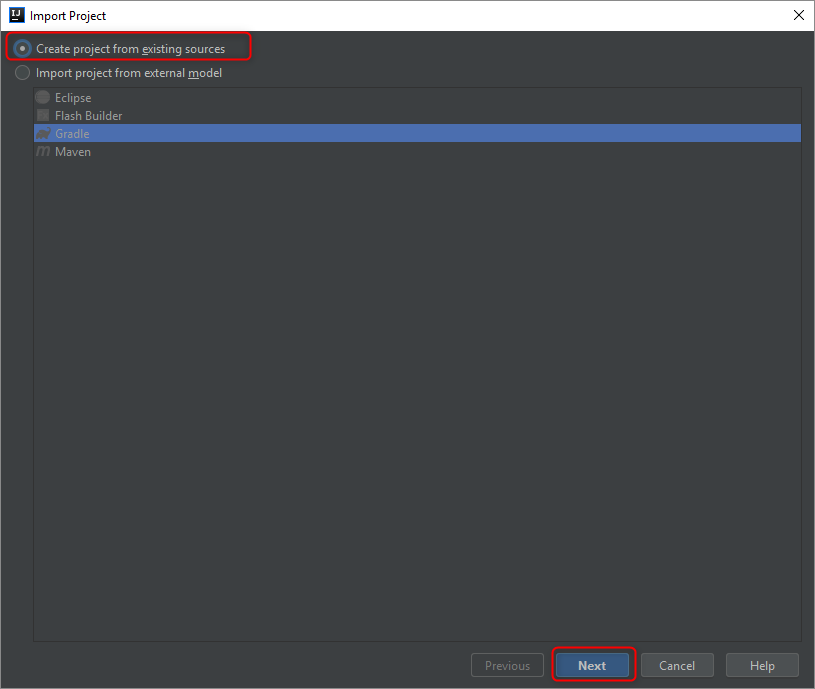 IJ Import Project
Create project from existing sources
Import project from external model
Eclipse
Flash Builder
Gradle
m Maven
Previous Next Cancel Help